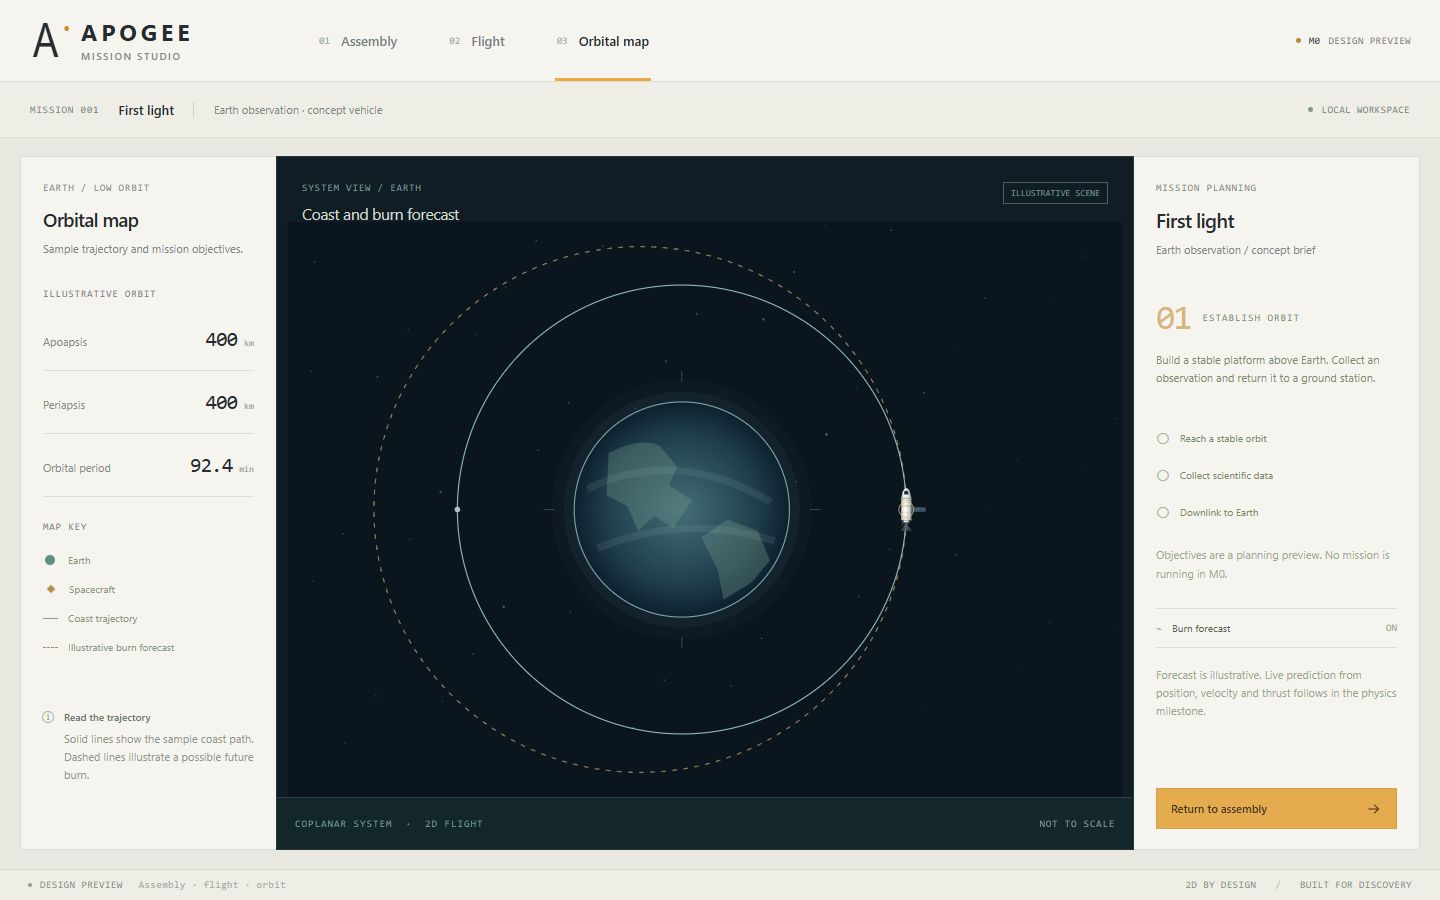 A
APOGEE
MISSION STUDIO
01 Assembly
02 Flight
03 Orbital map
M0 DESIGN PREVIEW
MISSION 001
First light
Earth observation · concept vehicle
LOCAL WORKSPACE
EARTH / LOW ORBIT
Orbital map
Sample trajectory and mission objectives.
ILLUSTRATIVE ORBIT
Apoapsis 400 km
Periapsis 400 km
Orbital period 92.4 min
MAP KEY
Earth
Spacecraft
Coast trajectory
Illustrative burn forecast
Read the trajectory
Solid lines show the sample coast path.
Dashed lines illustrate a possible future
burn.
SYSTEM VIEW / EARTH
Coast and burn forecast
ILLUSTRATIVE SCENE
COPLANAR SYSTEM · 2D FLIGHT
NOT TO SCALE
MISSION PLANNING
First light
Earth observation / concept brief
01 ESTABLISH ORBIT
Build a stable platform above Earth. Collect an
observation and return it to a ground station.
Reach a stable orbit
Collect scientific data
Downlink to Earth
Objectives are a planning preview. No mission is
running in M0.
~ Burn forecast ON
Forecast is illustrative. Live prediction from
position, velocity and thrust follows in the physics
milestone.
Return to assembly →
DESIGN PREVIEW Assembly · flight · orbit
2D BY DESIGN / BUILT FOR DISCOVERY